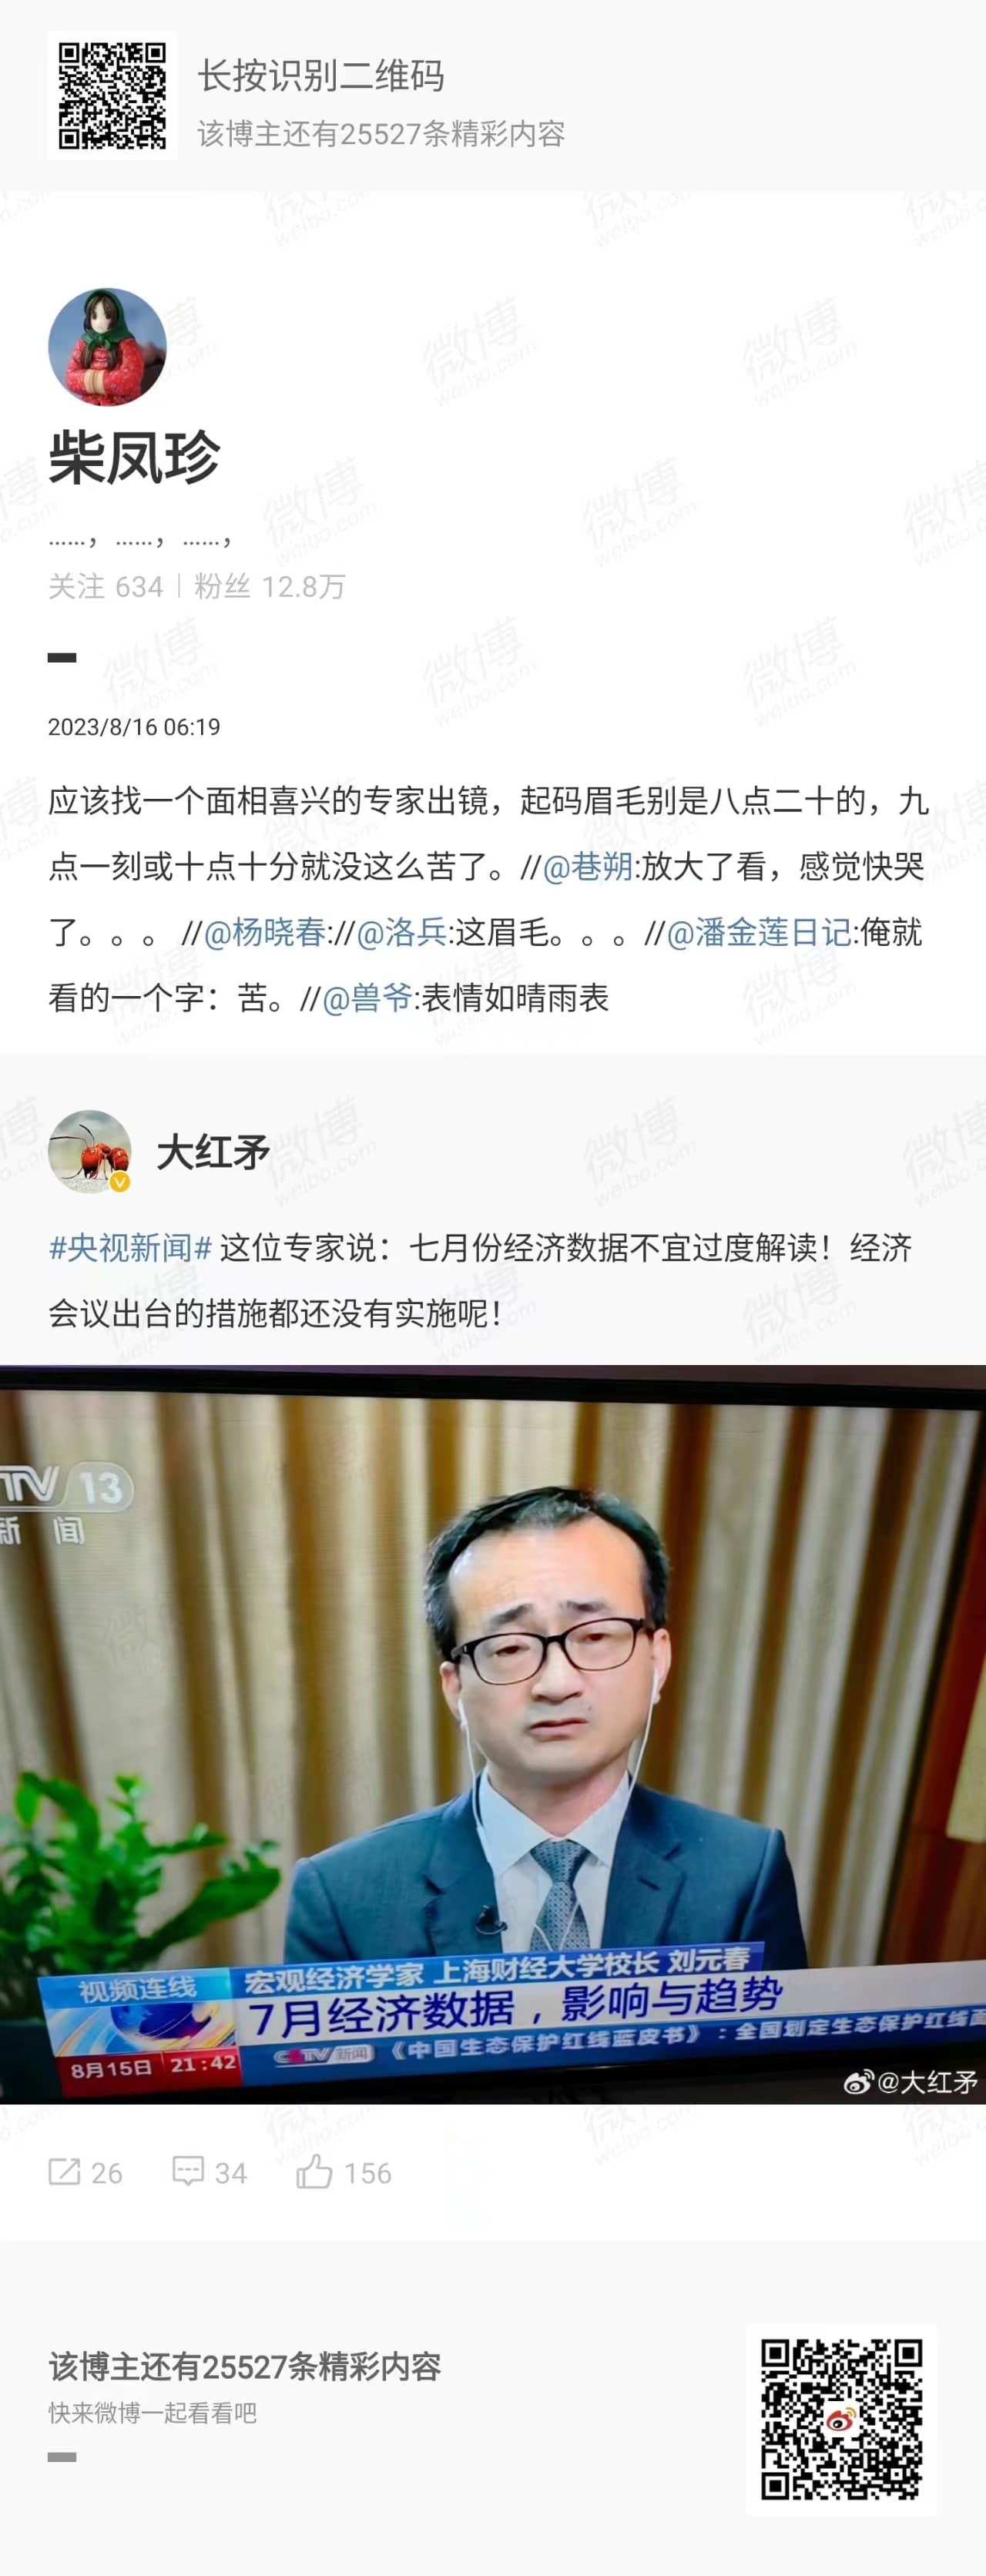 长按识别二维码
该博主还有25527条精彩内容
柴凤珍
……，……，……，
关注 634 | 粉丝 12.8万
2023/8/16 06:19
应该找一个面相喜兴的专家出镜，起码眉毛别是八点二十的，九
点一刻或十点十分就没这么苦了。//@巷朔:放大了看，感觉快哭
了。。。 //@杨晓春://@洛兵:这眉毛。。。//@潘金莲日记:俺就
看的一个字：苦。//@兽爷:表情如晴雨表
大红矛
#央视新闻# 这位专家说：七月份经济数据不宜过度解读！经济
会议出台的措施都还没有实施呢！
TV 13
新 闻
视频连线
宏观经济学家 上海财经大学校长 刘元春
7月经济数据，影响与趋势
8月15日 21:42
CCTV 新闻 《中国生态保护红线蓝皮书》：全国划定生态保护红线面
@大红矛
26 34 156
该博主还有25527条精彩内容
快来微博一起看看吧
微博
weibo.com